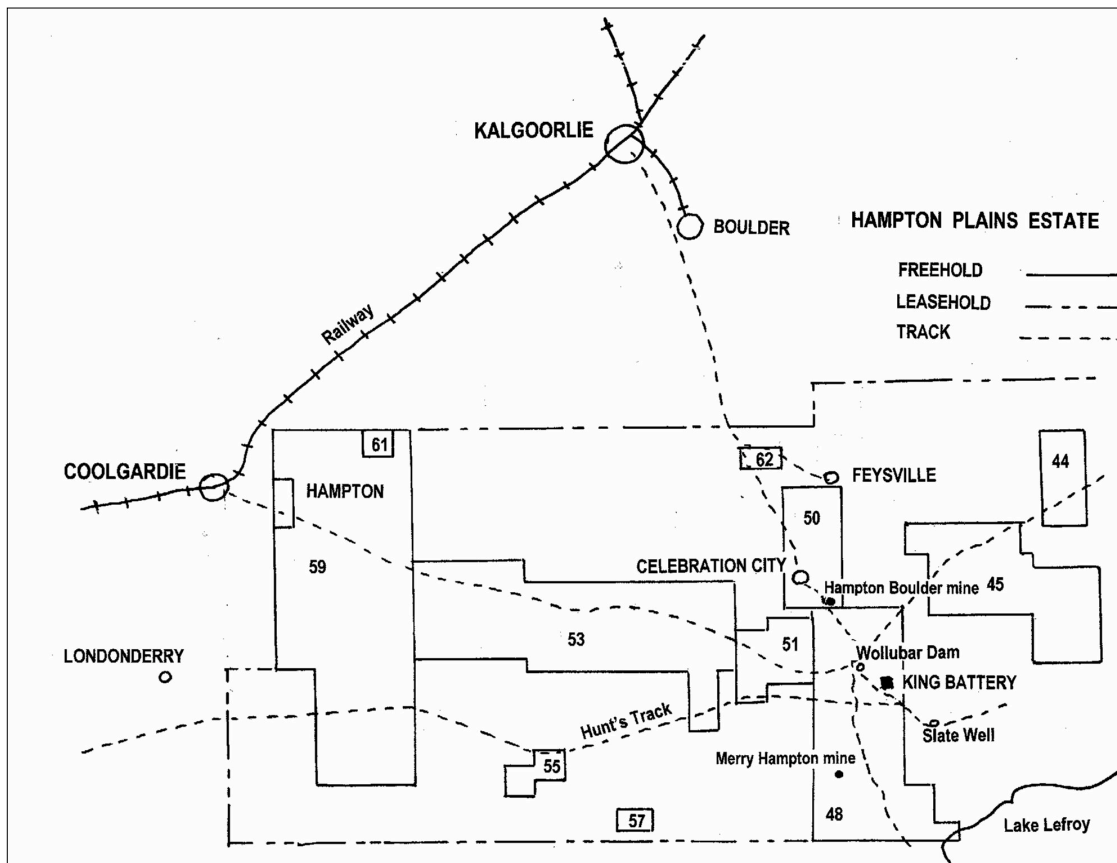 KALGOORLIE
BOULDER
HAMPTON PLAINS ESTATE
FREEHOLD
LEASEHOLD
TRACK
Railway
61
62
44
COOLGARDIE
HAMPTON
FEYSVILLE
50
59
CELEBRATION CITY
Hampton Boulder mine
45
53
51
LONDONDERRY
Wollubar Dam
KING BATTERY
Hunt's Track
Slate Well
55
Merry Hampton mine
57
48
Lake Lefroy